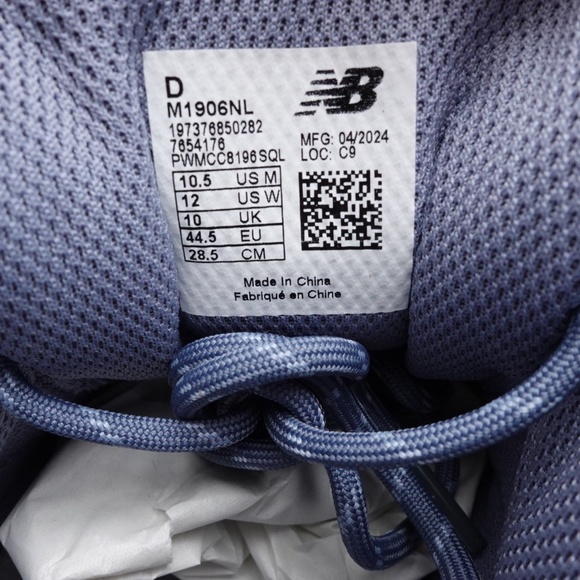 D
M1906NL
197376850282
7654176
PWMCC8196SQL
NB
MFG: 04/2024
LOC: C9
10.5 US M
12 US W
10 UK
44.5 EU
28.5 CM
Made In China
Fabriqué en Chine